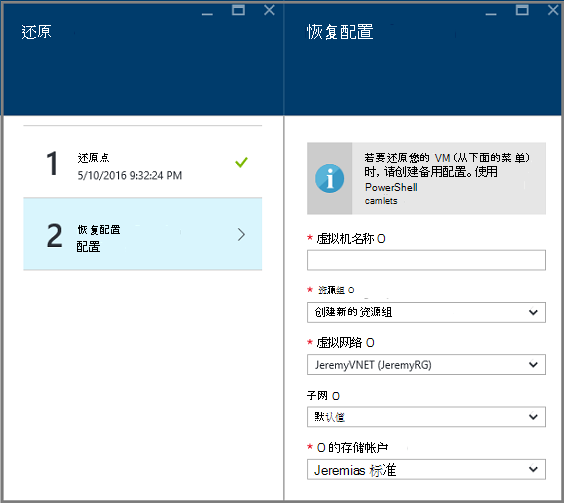 还原
1
还原点
5/10/2016 9:32:24 PM
2
恢复配置
配置
恢复配置
若要还原您的 VM (从下面的菜单)
时, 请创建备用配置。使用
PowerShell
camlets
* 虚拟机名称 O
* 资源组 O
创建新的资源组
* 虚拟网络 O
JeremyVNET (JeremyRG)
子网 O
默认值
* O 的存储帐户
Jeremias 标准